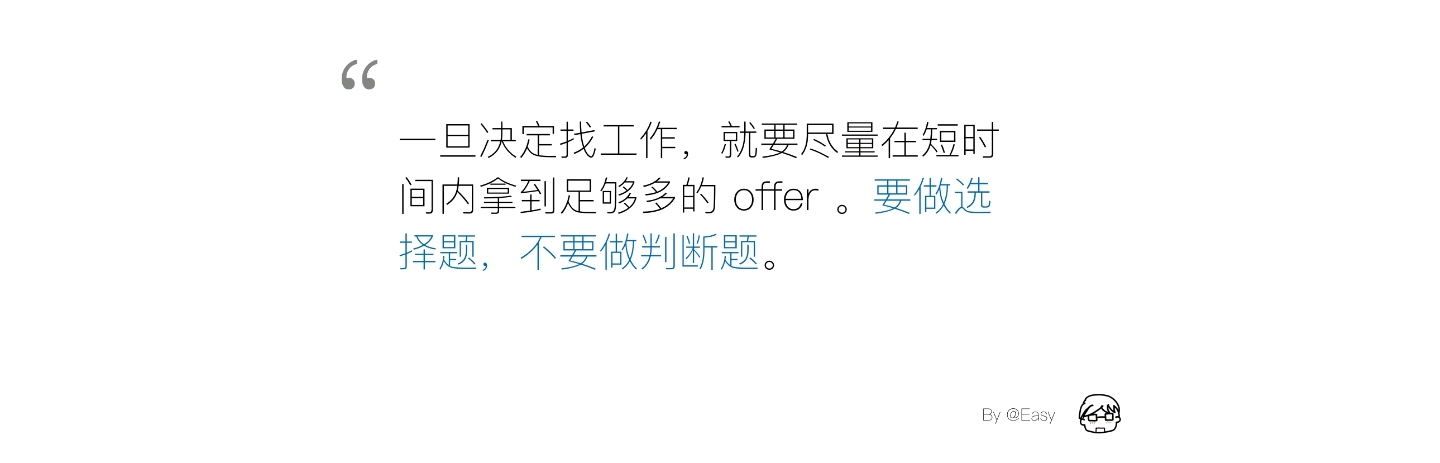 “
一旦决定找工作，就要尽量在短时
间内拿到足够多的 offer 。要做选
择题，不要做判断题。
By @Easy